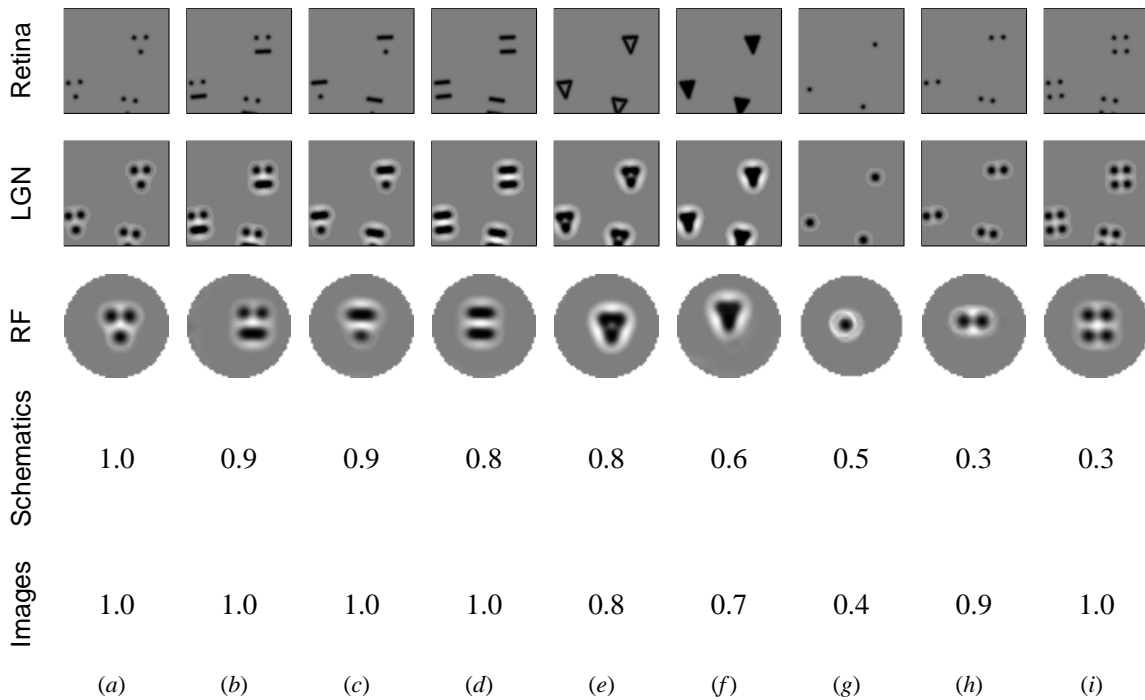 Retina
LGN
RF
Schematics 1.0 0.9 0.9 0.8 0.8 0.6 0.5 0.3 0.3
Images 1.0 1.0 1.0 1.0 0.8 0.7 0.4 0.9 1.0
(a) (b) (c) (d) (e) (f) (g) (h) (i)